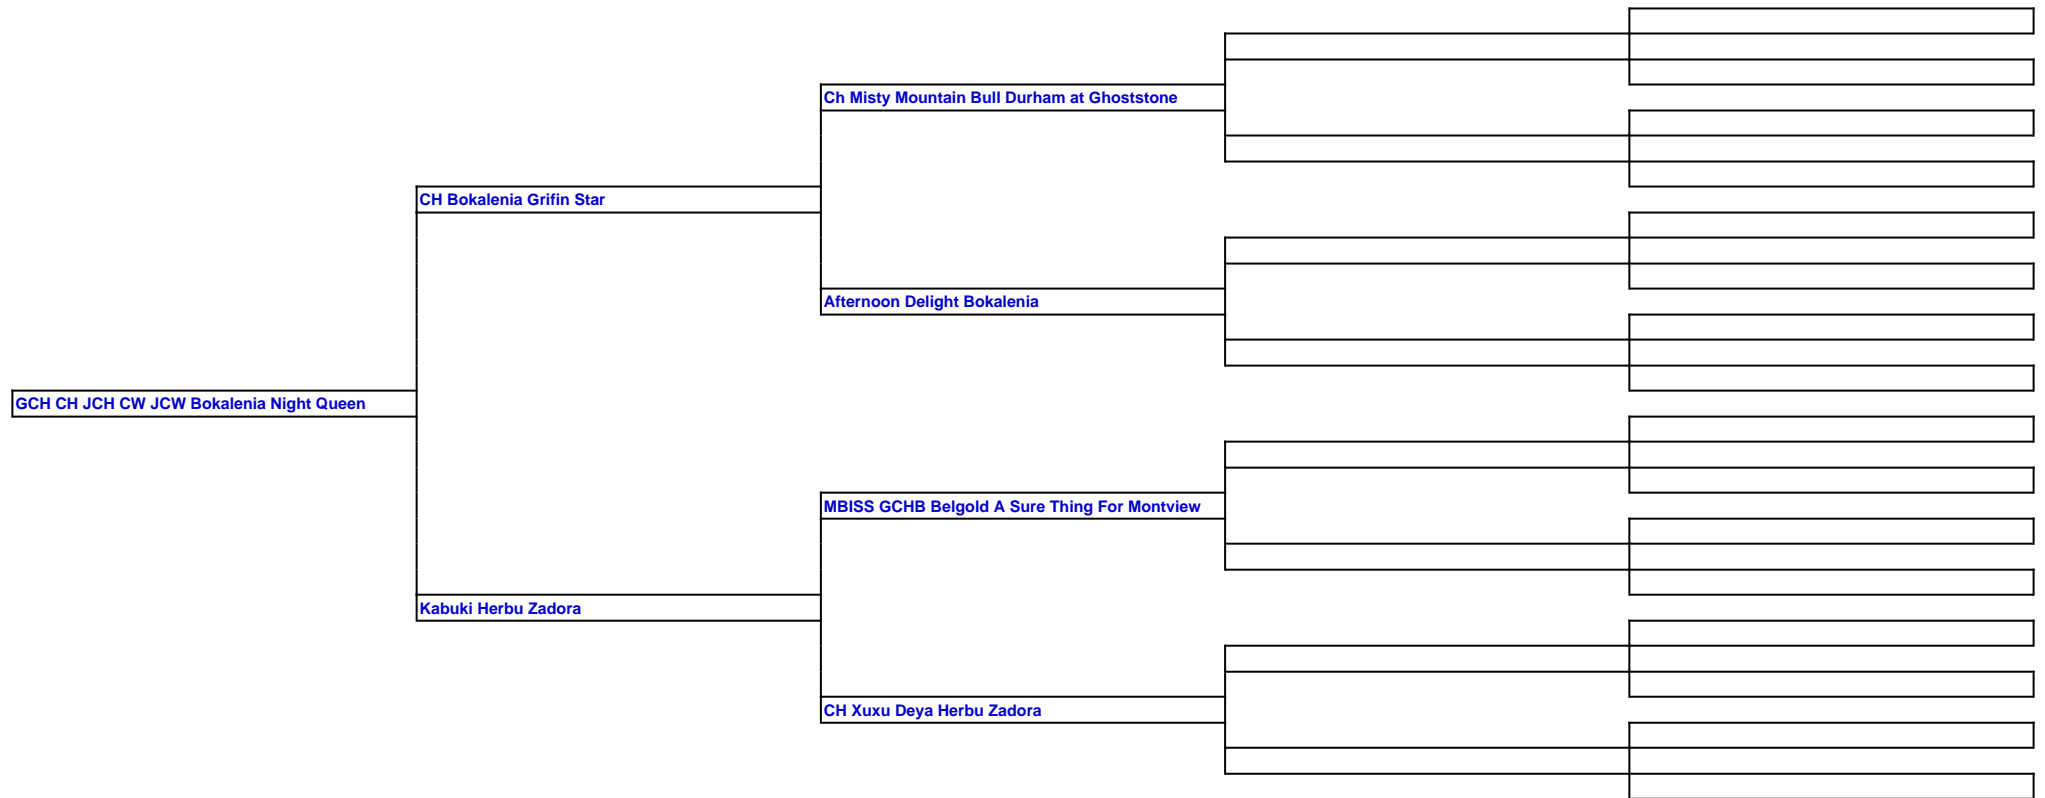 Ch Misty Mountain Bull Durham at Ghoststone
CH Bokalenia Grifin Star
Afternoon Delight Bokalenia
GCH CH JCH CW JCW Bokalenia Night Queen
MBISS GCHB Belgold A Sure Thing For Montview
Kabuki Herbu Zadora
CH Xuxu Deya Herbu Zadora